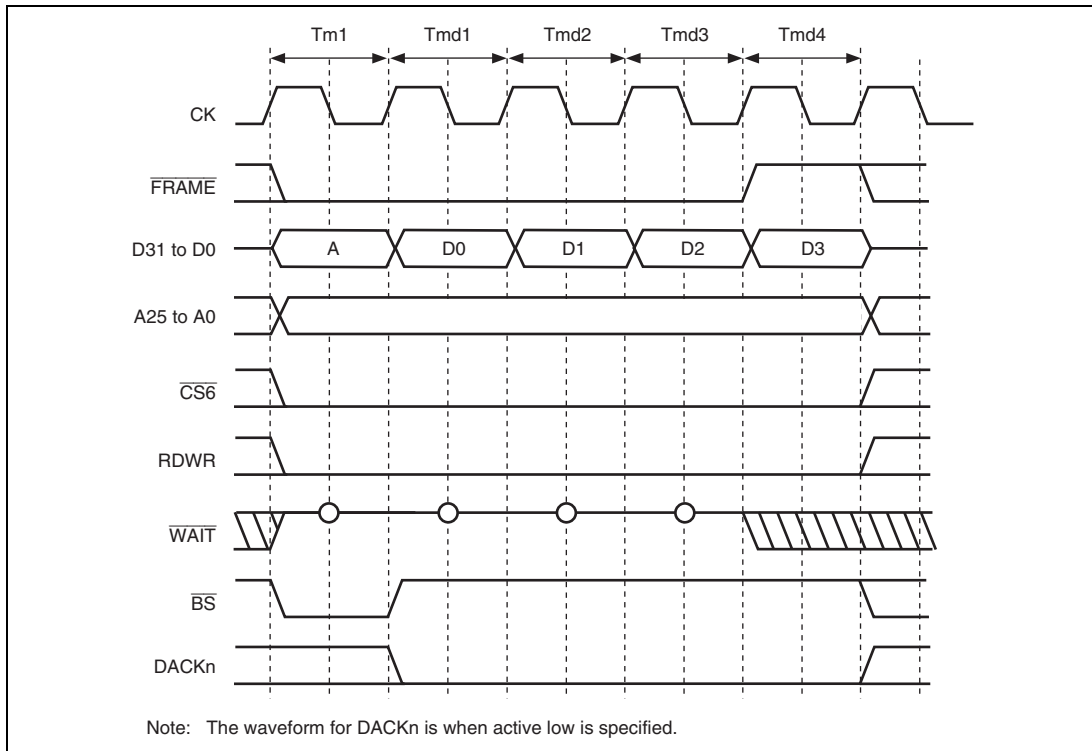 Tm1 Tmd1 Tmd2 Tmd3 Tmd4
CK
FRAME
D31 to D0 A D0 D1 D2 D3
A25 to A0
CS6
RDWR
WAIT
BS
DACKn
Note: The waveform for DACKn is when active low is specified.